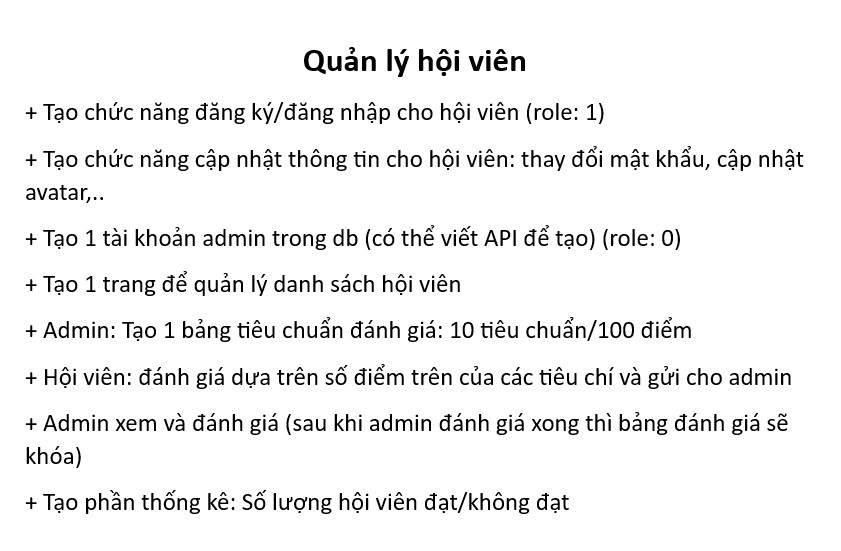 Quản lý hội viên
+ Tạo chức năng đăng ký/đăng nhập cho hội viên (role: 1)
+ Tạo chức năng cập nhật thông tin cho hội viên: thay đổi mật khẩu, cập nhật
avatar,..
+ Tạo 1 tài khoản admin trong db (có thể viết API để tạo) (role: 0)
+ Tạo 1 trang để quản lý danh sách hội viên
+ Admin: Tạo 1 bảng tiêu chuẩn đánh giá: 10 tiêu chuẩn/100 điểm
+ Hội viên: đánh giá dựa trên số điểm trên của các tiêu chí và gửi cho admin
+ Admin xem và đánh giá (sau khi admin đánh giá xong thì bảng đánh giá sẽ
khóa)
+ Tạo phần thống kê: Số lượng hội viên đạt/không đạt